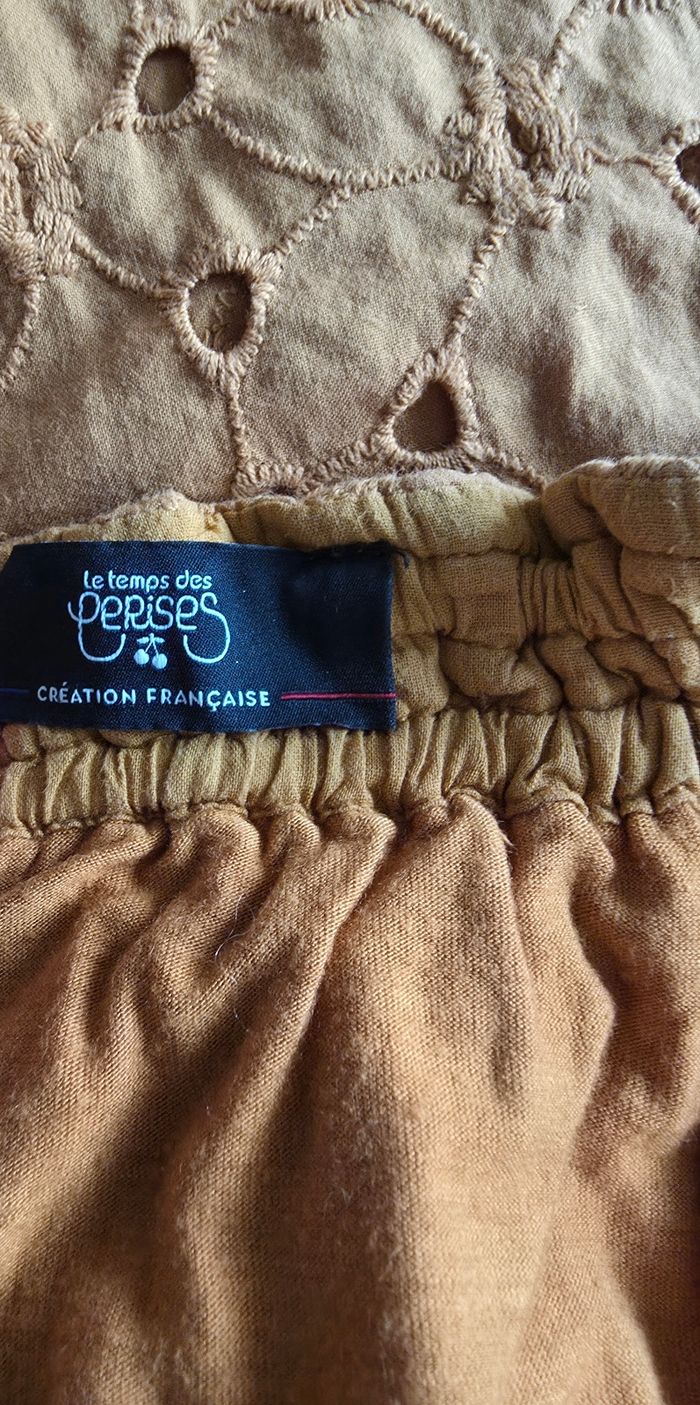 Le temps des
CERISES
CRÉATION FRANÇAISE